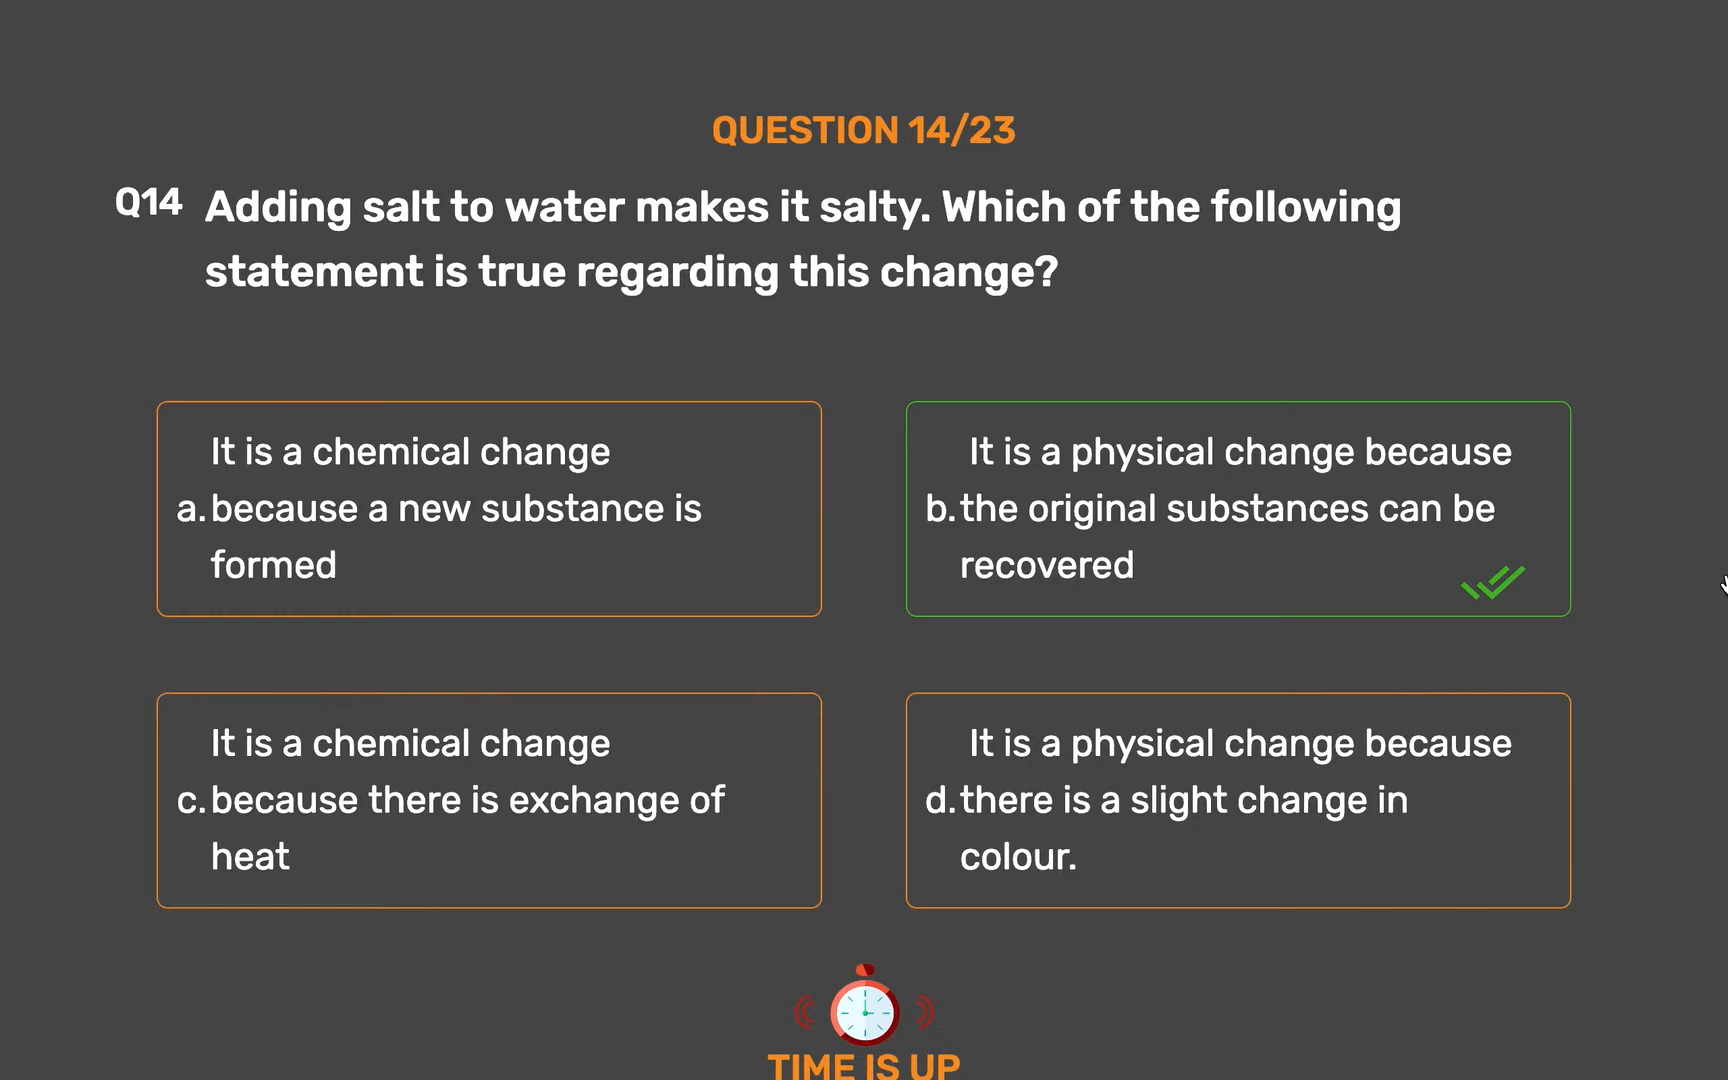 QUESTION 14/23
Q14 Adding salt to water makes it salty. Which of the following
statement is true regarding this change?
It is a chemical change
a. because a new substance is
formed
It is a physical change because
b. the original substances can be
recovered
It is a chemical change
c. because there is exchange of
heat
It is a physical change because
d. there is a slight change in
colour.
TIME IS UP